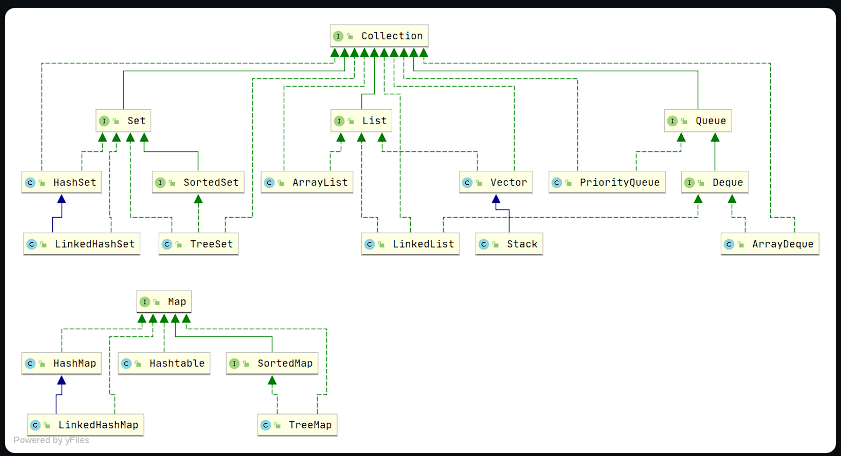 Collection
Set
List
Queue
HashSet
SortedSet
ArrayList
Vector
PriorityQueue
Deque
LinkedHashSet
TreeSet
LinkedList
Stack
ArrayDeque
Map
HashMap
Hashtable
SortedMap
LinkedHashMap
TreeMap
Powered by yFiles